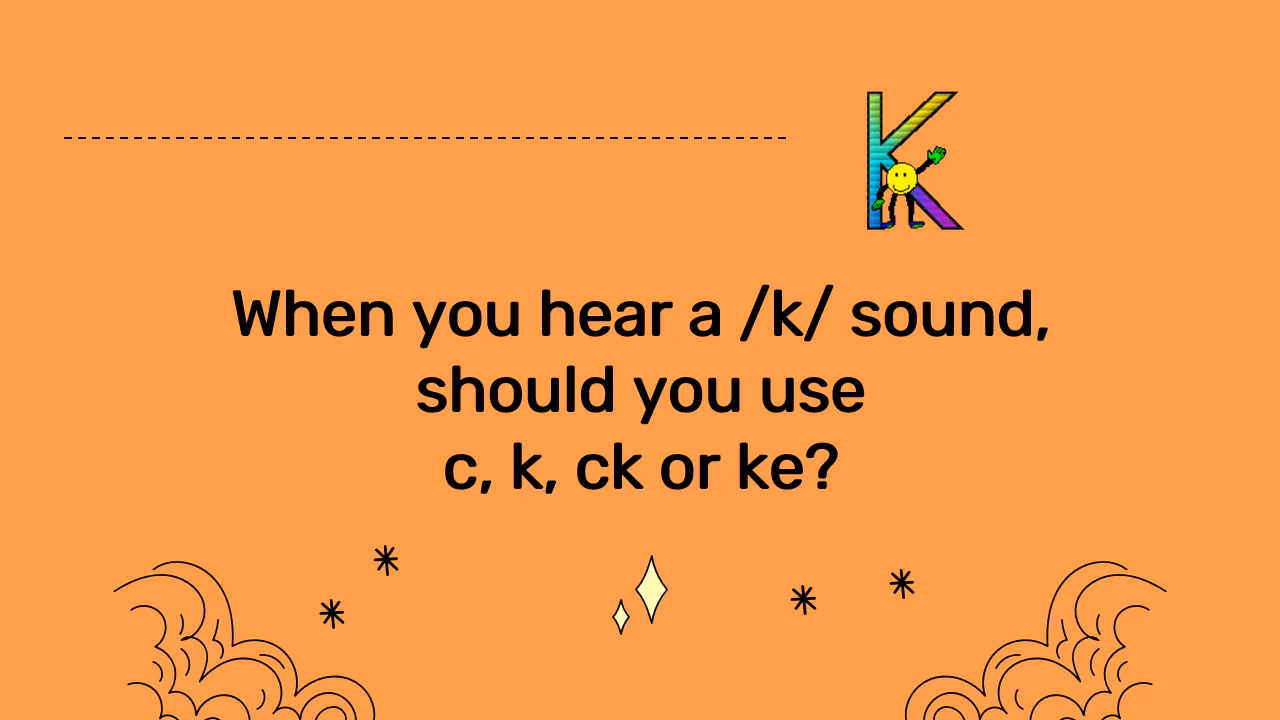 K
When you hear a /k/ sound,
should you use
c, k, ck or ke?